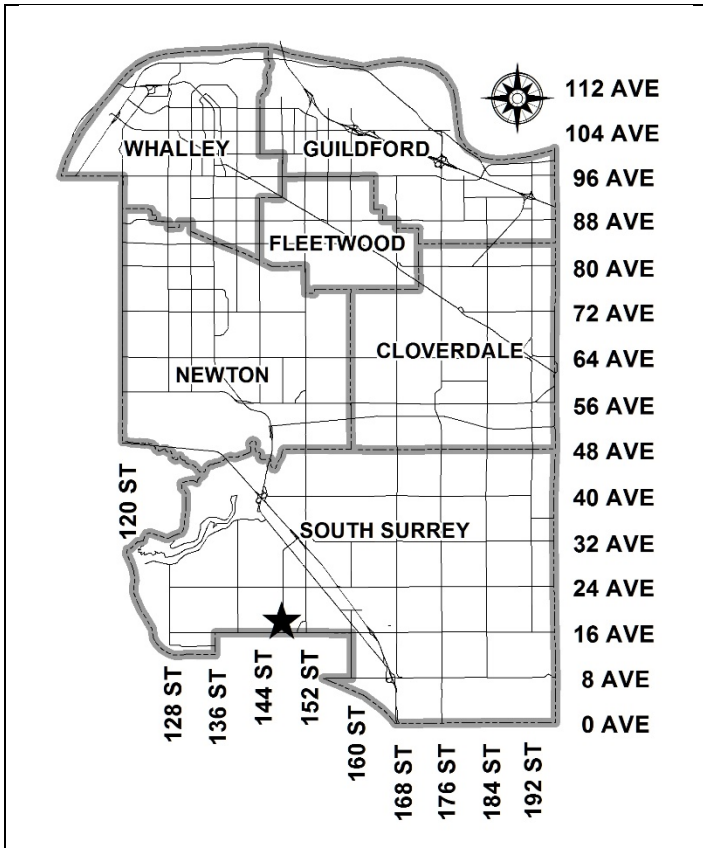 112 AVE
104 AVE
WHALLEY
GUILDFORD
96 AVE
88 AVE
FLEETWOOD
80 AVE
72 AVE
CLOVERDALE
64 AVE
NEWTON
56 AVE
48 AVE
120 ST
40 AVE
SOUTH SURREY
32 AVE
24 AVE
16 AVE
128 ST
136 ST
144 ST
152 ST
8 AVE
160 ST
0 AVE
168 ST
176 ST
184 ST
192 ST